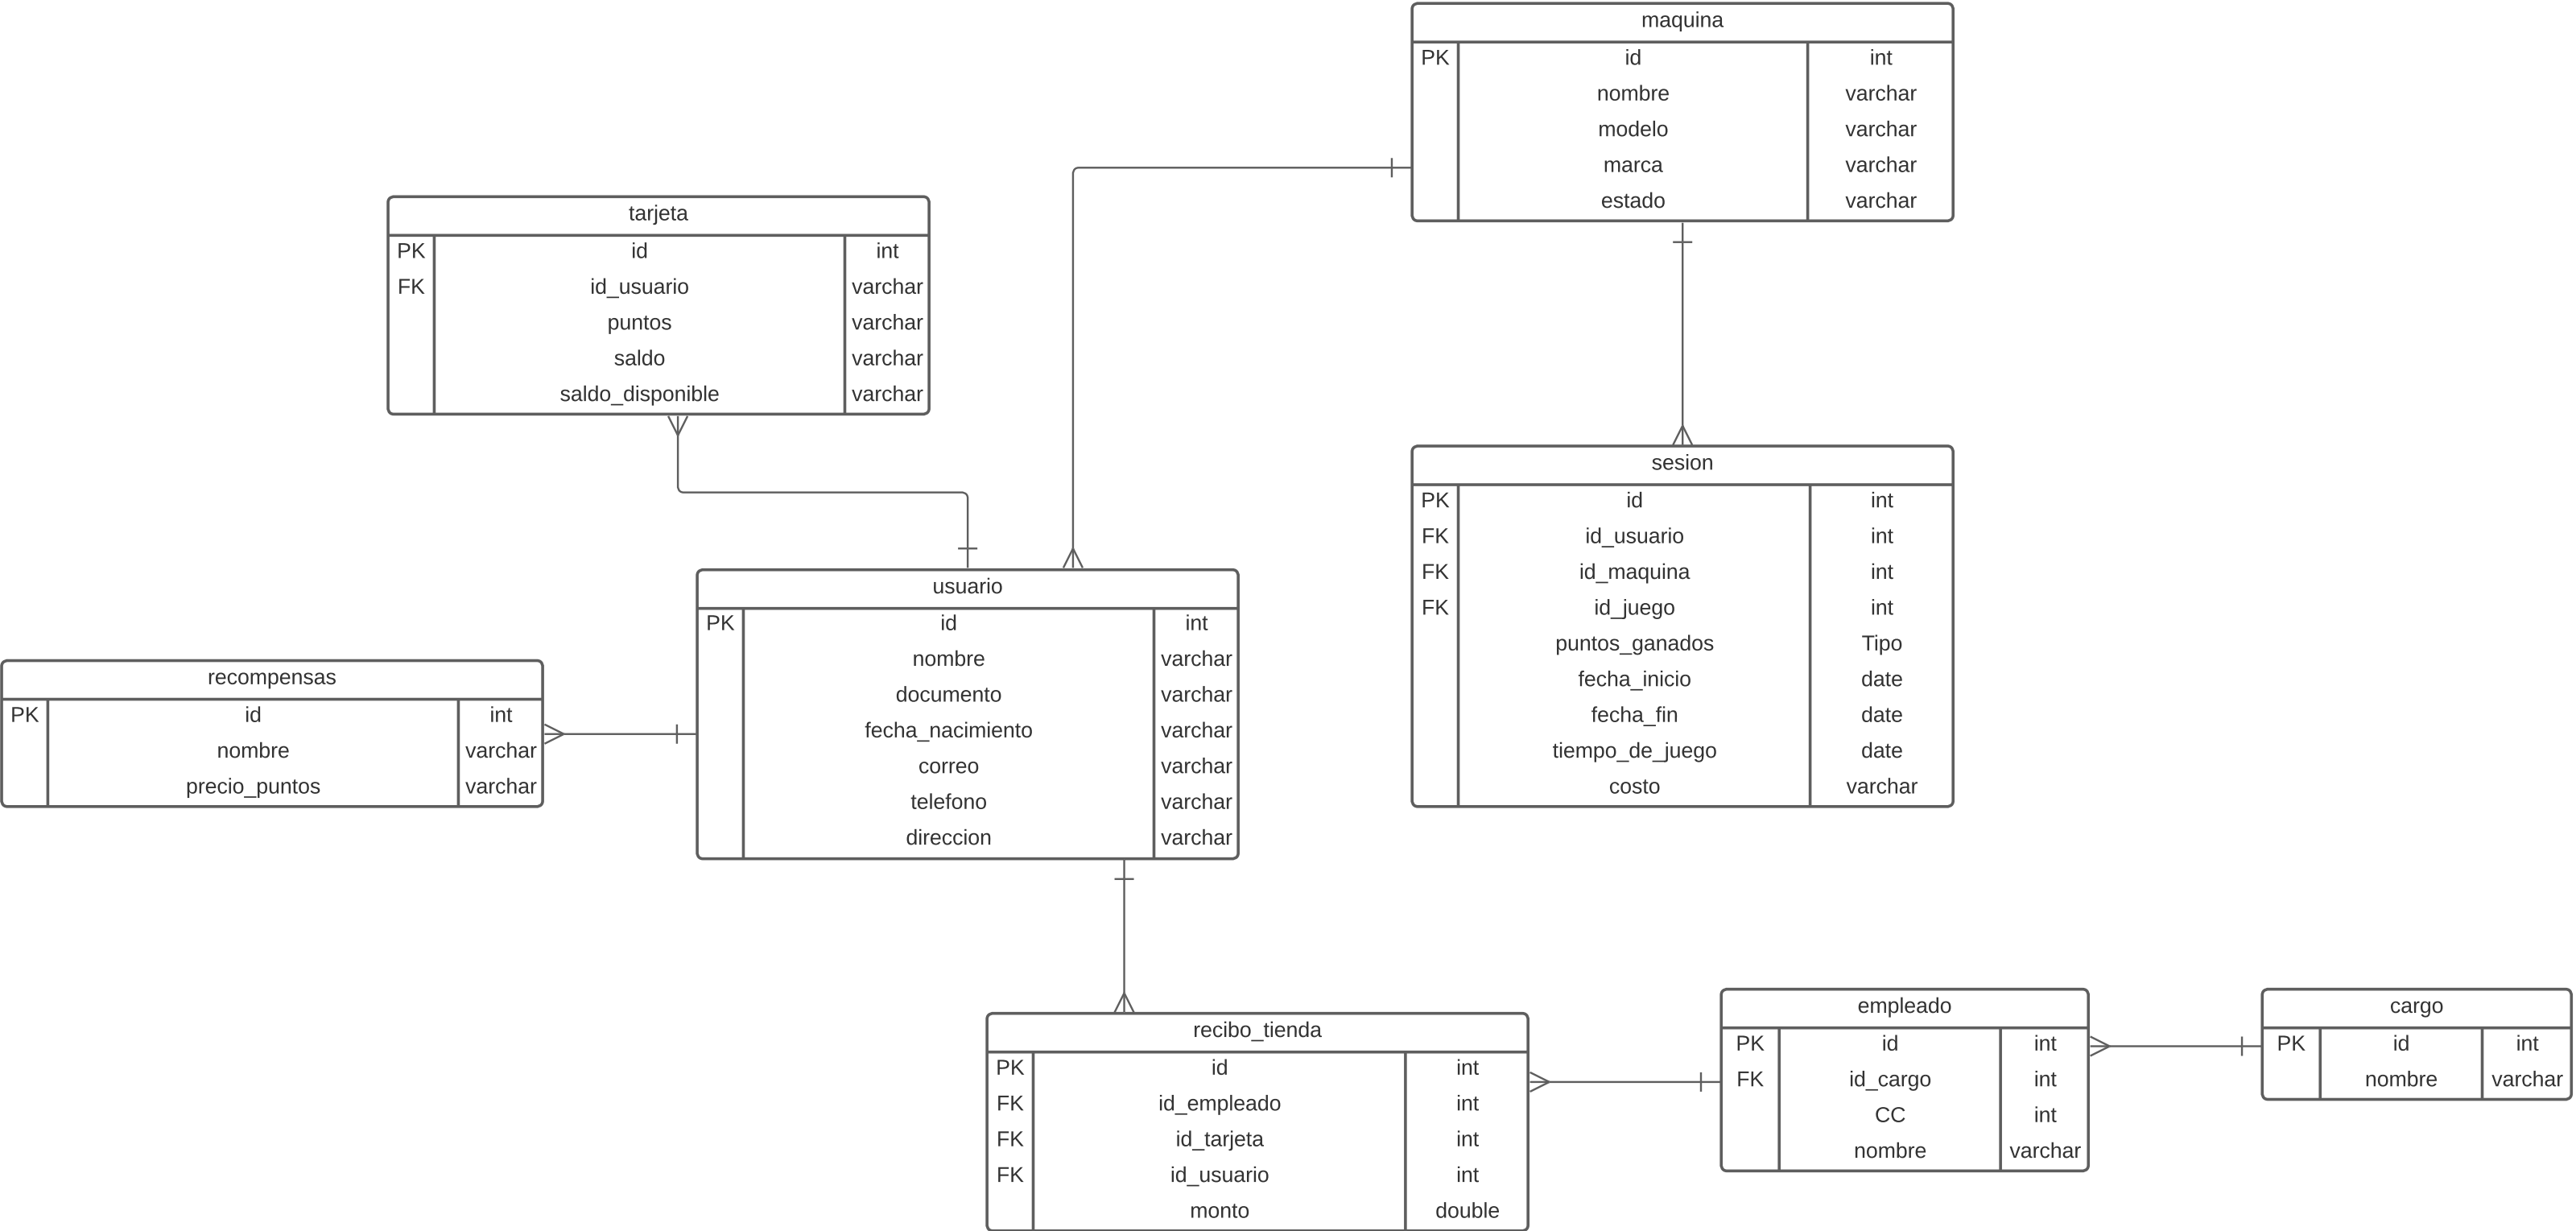 maquina
PK id int
nombre varchar
modelo varchar
marca varchar
estado varchar
tarjeta
PK id int
FK id_usuario varchar
puntos varchar
saldo varchar
saldo_disponible varchar
sesion
PK id int
FK id_usuario int
FK id_maquina int
FK id_juego int
puntos_ganados Tipo
fecha_inicio date
fecha_fin date
tiempo_de_juego date
costo varchar
usuario
PK id int
nombre varchar
documento varchar
fecha_nacimiento varchar
correo varchar
telefono varchar
direccion varchar
recompensas
PK id int
nombre varchar
precio_puntos varchar
recibo_tienda
PK id int
FK id_empleado int
FK id_tarjeta int
FK id_usuario int
monto double
empleado
PK id int
FK id_cargo int
CC int
nombre varchar
cargo
PK id int
nombre varchar